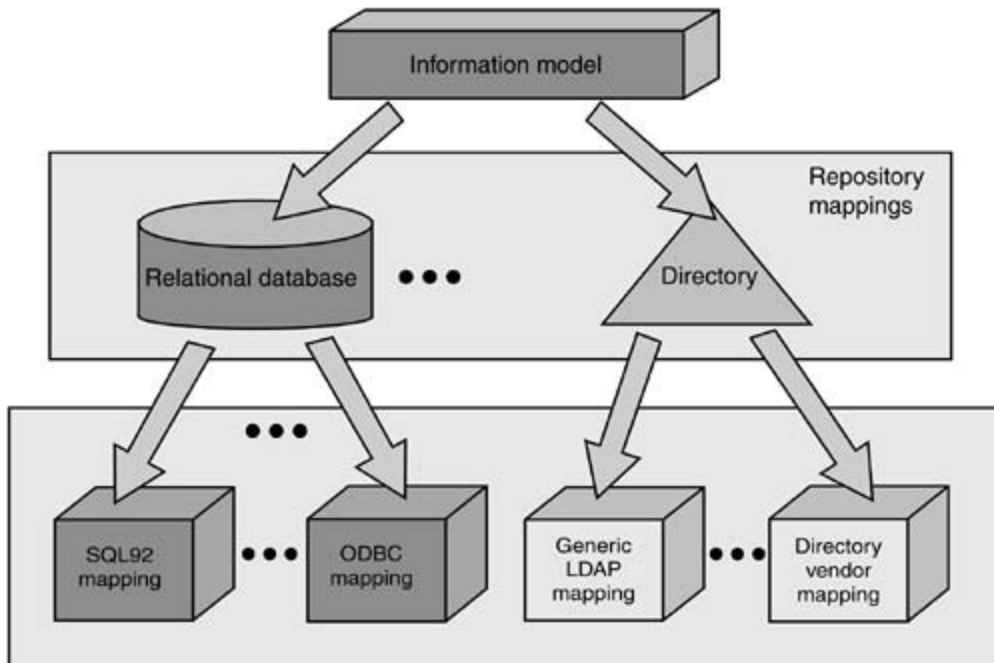 Information model
Repository
mappings
Relational database
Directory
SQL92
mapping
ODBC
mapping
Generic
LDAP
mapping
Directory
vendor
mapping